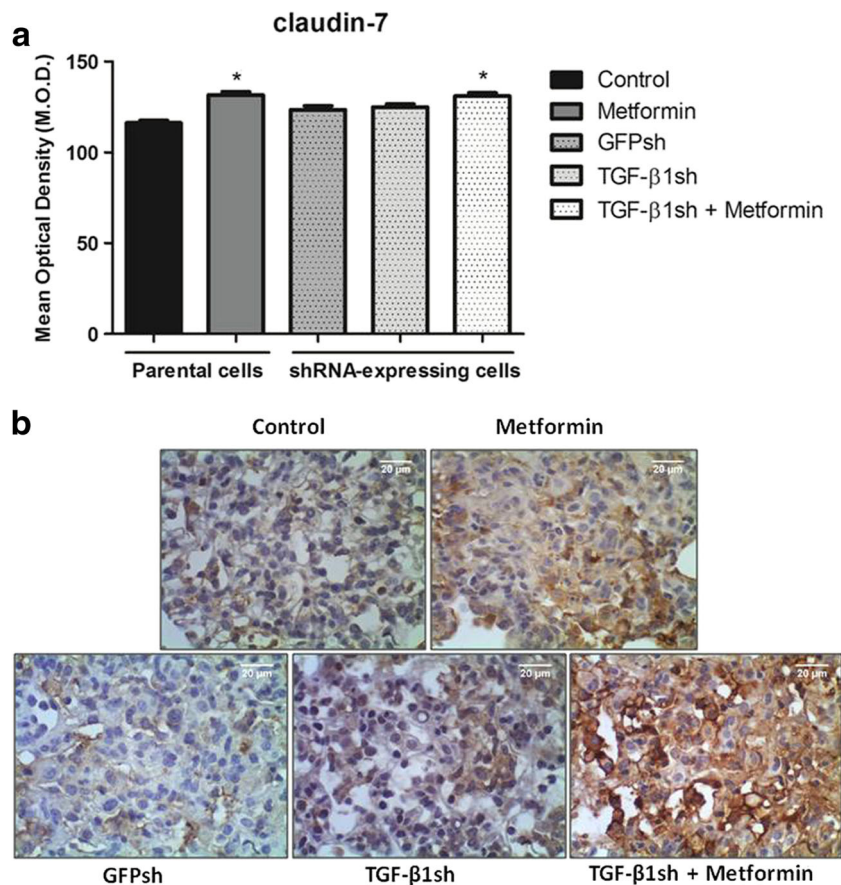 a
claudin-7
Mean Optical Density (M.O.D.)
150
100
50
0
*
*
Parental cells
shRNA-expressing cells
Control
Metformin
GFPsh
TGF-β1sh
TGF-β1sh + Metformin
b
Control
Metformin
20 µm
20 µm
20 µm
20 µm
20 µm
GFPsh
TGF-β1sh
TGF-β1sh + Metformin